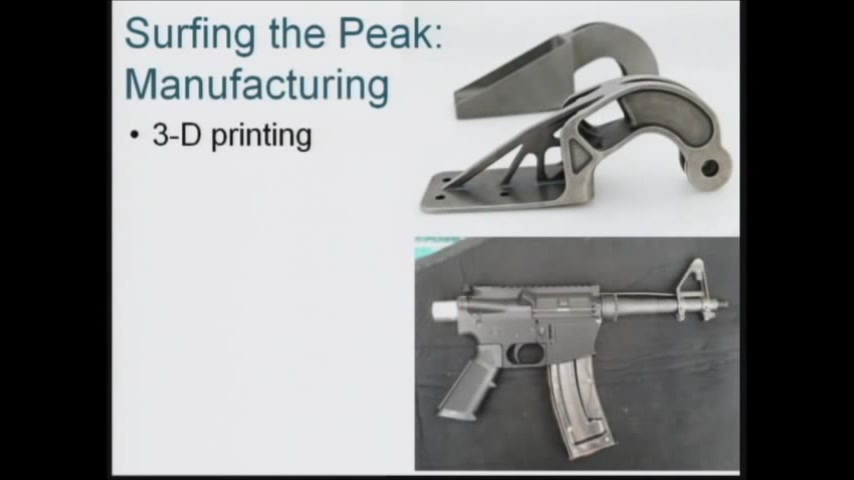 Surfing the Peak:
Manufacturing
• 3-D printing